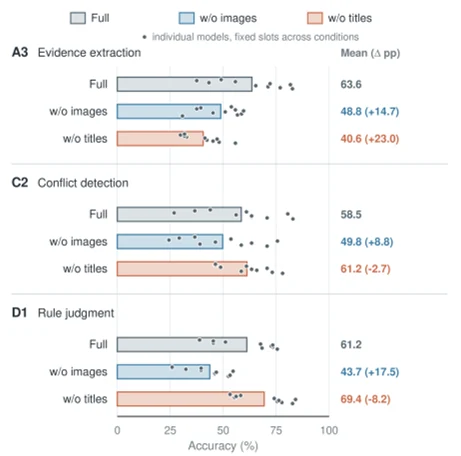 Full w/o images w/o titles
individual models, fixed slots across conditions
A3 Evidence extraction Mean (Δ pp)
Full 63.6
w/o images 48.8 (+14.7)
w/o titles 40.6 (+23.0)
C2 Conflict detection
Full 58.5
w/o images 49.8 (+8.8)
w/o titles 61.2 (-2.7)
D1 Rule judgment
Full 61.2
w/o images 43.7 (+17.5)
w/o titles 69.4 (-8.2)
0 25 50 75 100
Accuracy (%)